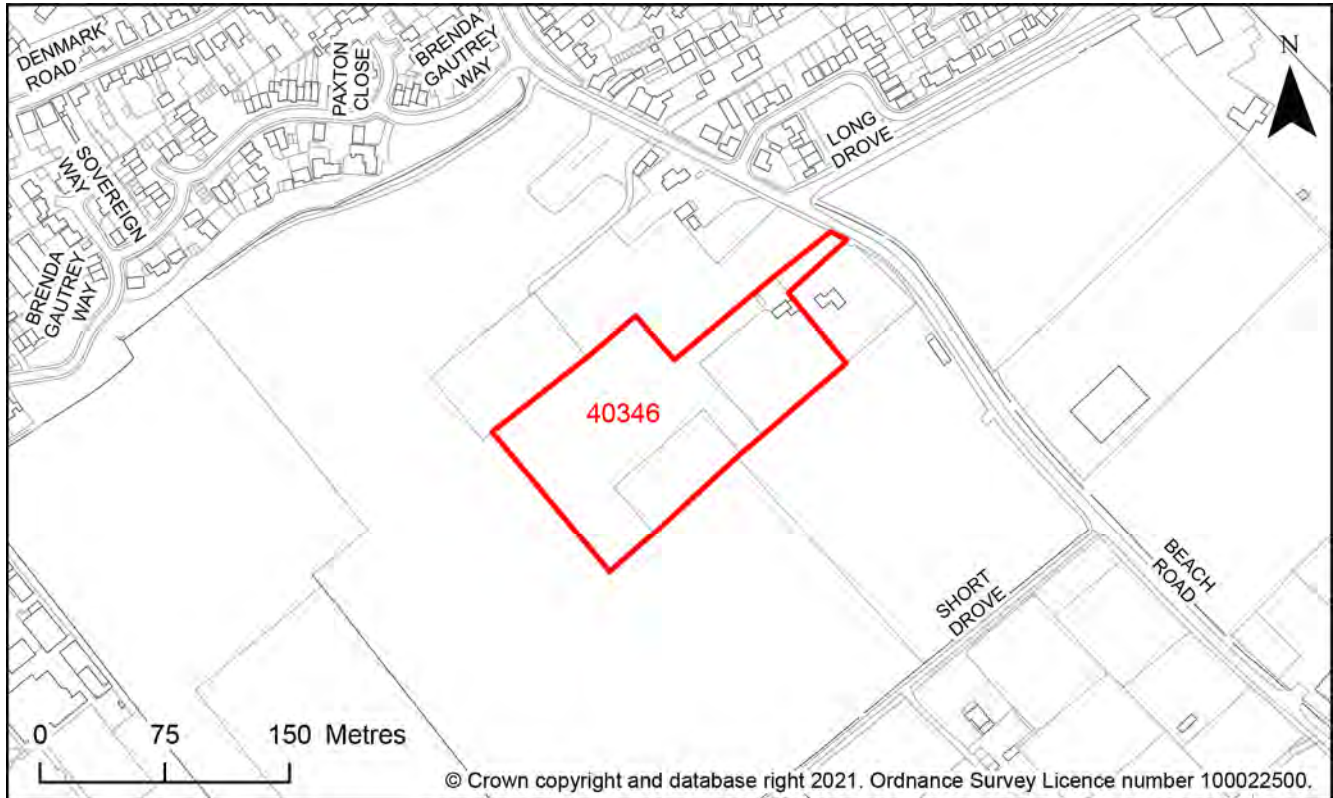 DENMARK
ROAD
PAXTON
CLOSE
BRENDA
GAUTREY
WAY
N
SOVEREIGN
WAY
LONG
DROVE
BRENDA
GAUTREY
WAY
40346
SHORT
DROVE
BEACH
ROAD
0 75 150 Metres
© Crown copyright and database right 2021. Ordnance Survey Licence number 100022500.